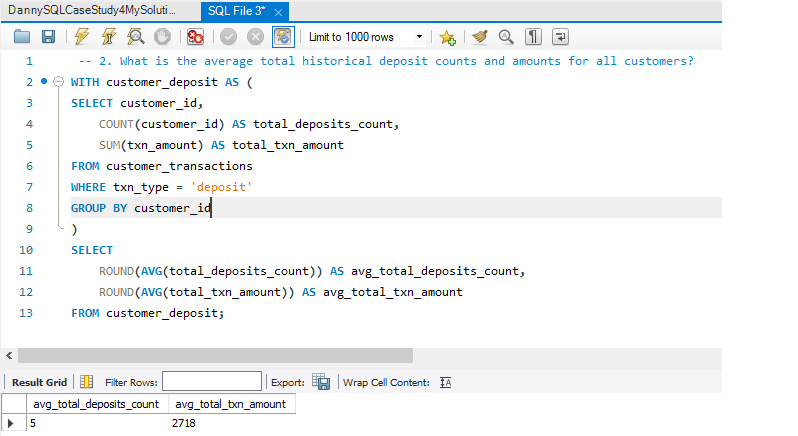 DannySQLCaseStudy4MySoluti... SQL File 3*
Limit to 1000 rows
1 -- 2. What is the average total historical deposit counts and amounts for all customers?
2 WITH customer_deposit AS (
3 SELECT customer_id,
4 COUNT(customer_id) AS total_deposits_count,
5 SUM(txn_amount) AS total_txn_amount
6 FROM customer_transactions
7 WHERE txn_type = 'deposit'
8 GROUP BY customer_id
9 )
10 SELECT
11 ROUND(AVG(total_deposits_count)) AS avg_total_deposits_count,
12 ROUND(AVG(total_txn_amount)) AS avg_total_txn_amount
13 FROM customer_deposit;
Result Grid Filter Rows: Export: Wrap Cell Content: IA
avg_total_deposits_count avg_total_txn_amount
5 2718